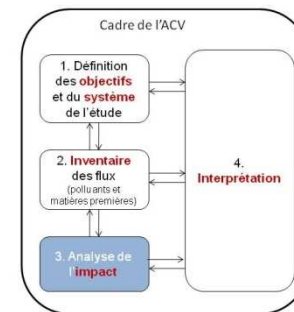 Cadre de l'ACV
1. Définition
des objectifs
et du système
de l'étude
2. Inventaire
des flux
(polluants et
matières premières)
3. Analyse de
l'impact
4.
Interprétation